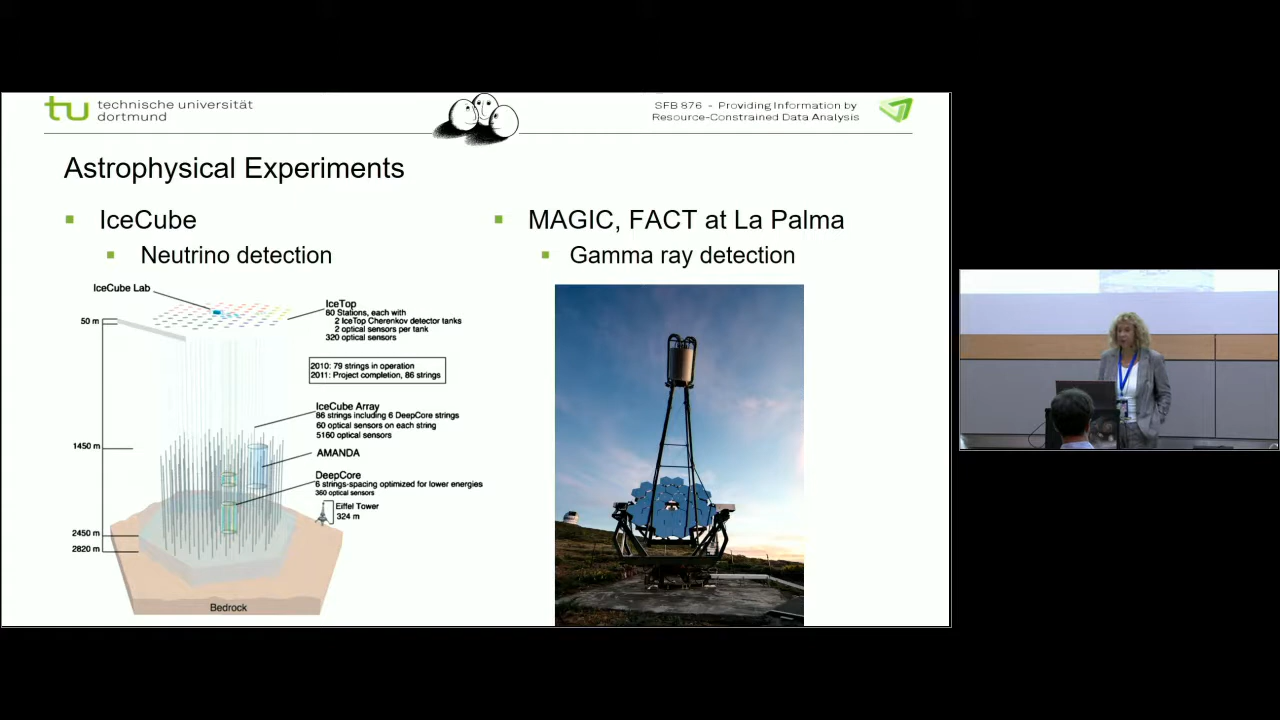 tu technische universität
dortmund
SFB 876 - Providing Information by
Resource-Constrained Data Analysis
Astrophysical Experiments
IceCube
Neutrino detection
IceCube Lab
50 m
IceTop
80 Stations, each with
2 IceTop Cherenkov detector tanks
2 optical sensors per tank
320 optical sensors
2010: 79 strings in operation
2011: Project completion, 86 strings
IceCube Array
86 strings including 6 DeepCore strings
60 optical sensors on each string
5160 optical sensors
1450 m
AMANDA
DeepCore
6 strings-spacing optimized for lower energies
360 optical sensors
Eiffel Tower
324 m
2450 m
2820 m
Bedrock
MAGIC, FACT at La Palma
Gamma ray detection